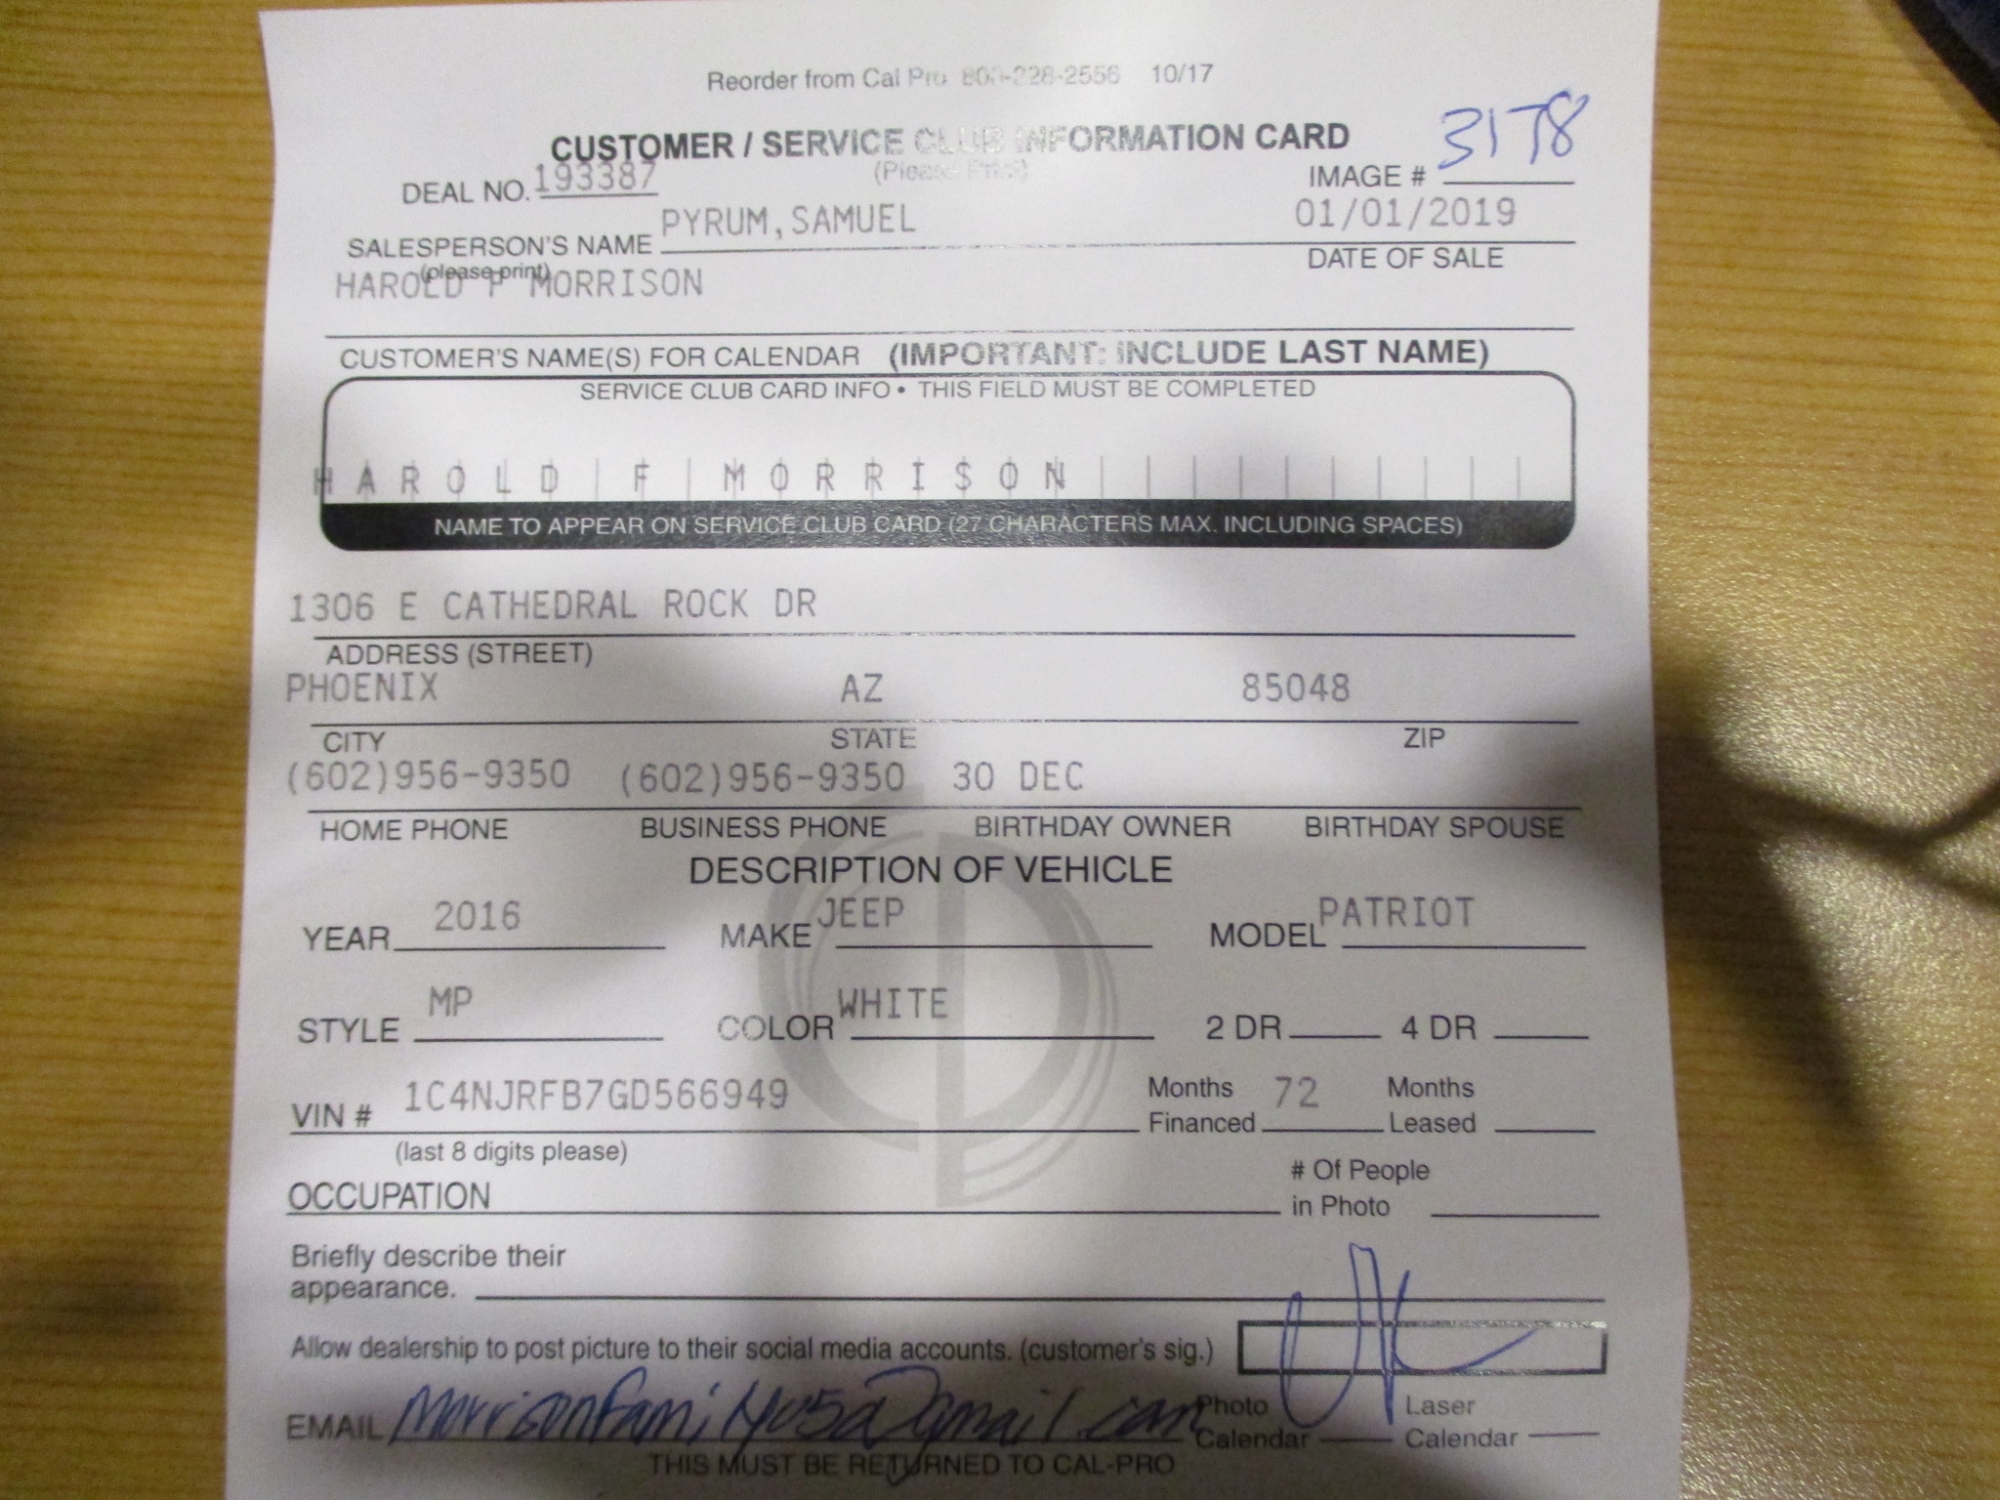 Reorder from Cal Pro 800-228-2556 10/17
CUSTOMER / SERVICE CLUB INFORMATION CARD
(Please Print)
DEAL NO. 193387
IMAGE # 3178
SALESPERSON'S NAME PYRUM,SAMUEL
01/01/2019
(please print)
DATE OF SALE
HAROLD F MORRISON
CUSTOMER'S NAME(S) FOR CALENDAR (IMPORTANT: INCLUDE LAST NAME)
SERVICE CLUB CARD INFO • THIS FIELD MUST BE COMPLETED
HAROLD F MORRISON
NAME TO APPEAR ON SERVICE CLUB CARD (27 CHARACTERS MAX. INCLUDING SPACES)
1306 E CATHEDRAL ROCK DR
ADDRESS (STREET)
PHOENIX AZ 85048
CITY STATE ZIP
(602)956-9350 (602)956-9350 30 DEC
HOME PHONE BUSINESS PHONE BIRTHDAY OWNER BIRTHDAY SPOUSE
DESCRIPTION OF VEHICLE
YEAR 2016 MAKE JEEP MODEL PATRIOT
STYLE MP COLOR WHITE 2 DR 4 DR
VIN # 1C4NJRFB7GD566949 Months Financed 72 Months Leased
(last 8 digits please)
OCCUPATION # Of People in Photo
Briefly describe their
appearance.
Allow dealership to post picture to their social media accounts. (customer's sig.)
EMAIL @gmail.com Photo Calendar Laser Calendar
THIS MUST BE RETURNED TO CAL-PRO